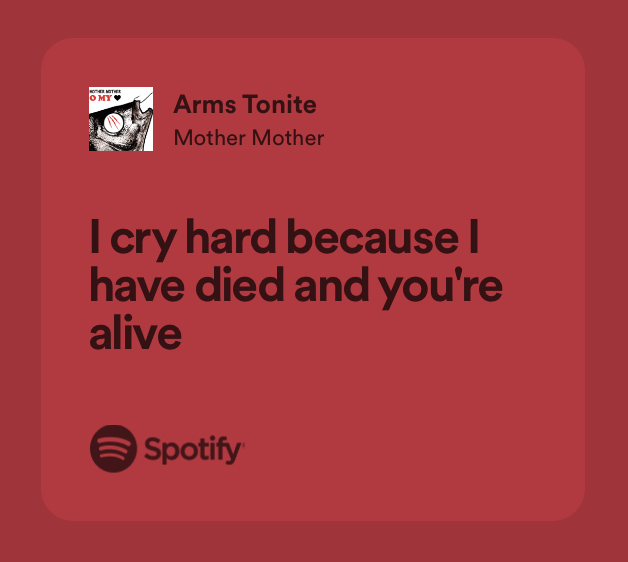 MOTHER MOTHER
O MY
Arms Tonite
Mother Mother
I cry hard because I
have died and you're
alive
Spotify